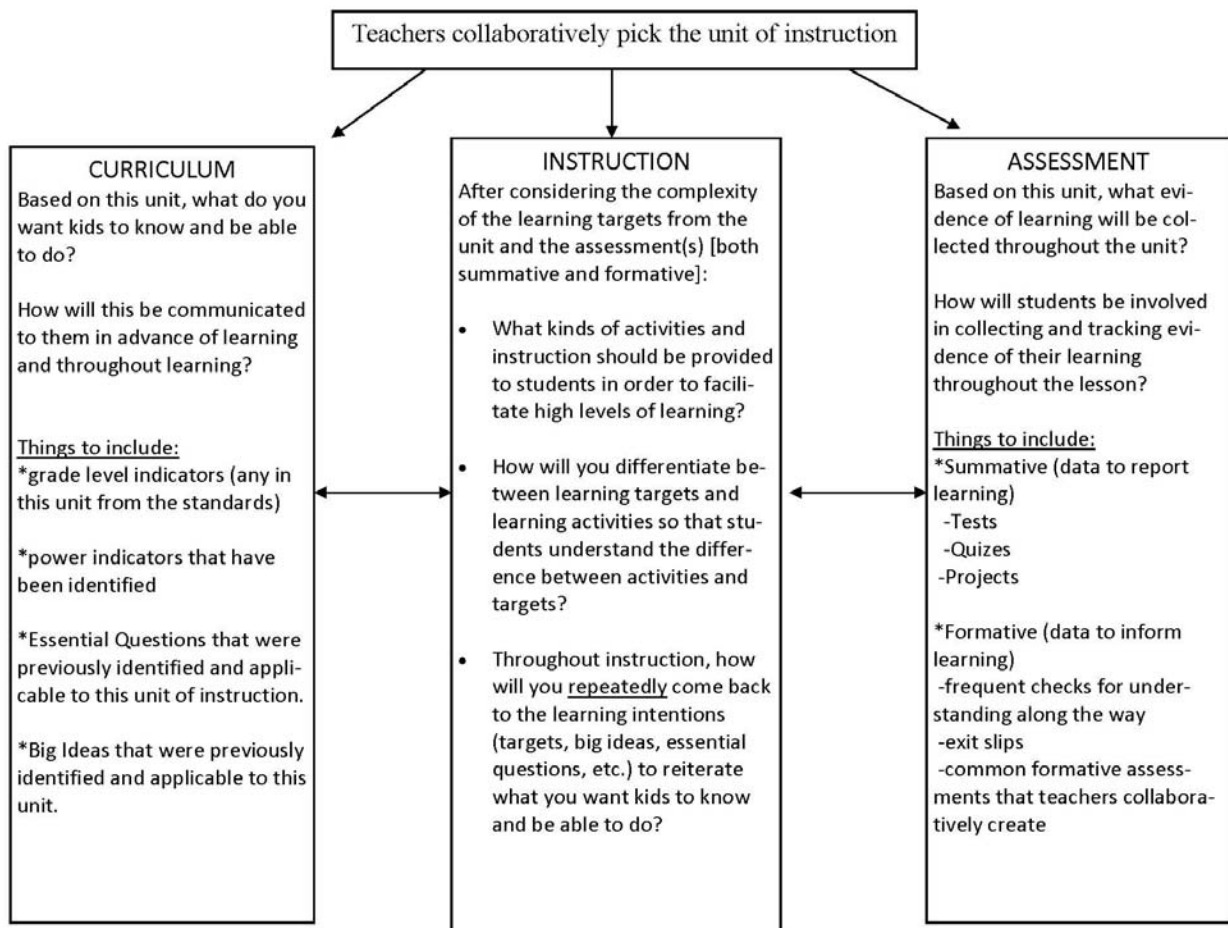 Teachers collaboratively pick the unit of instruction
CURRICULUM
Based on this unit, what do you
want kids to know and be able
to do?
How will this be communicated
to them in advance of learning
and throughout learning?
Things to include:
*grade level indicators (any in
this unit from the standards)
*power indicators that have
been identified
*Essential Questions that were
previously identified and appli-
cable to this unit of instruction.
*Big Ideas that were previously
identified and applicable to this
unit.
INSTRUCTION
After considering the complexity
of the learning targets from the
unit and the assessment(s) [both
summative and formative]:
• What kinds of activities and
instruction should be provided
to students in order to facili-
tate high levels of learning?
• How will you differentiate be-
tween learning targets and
learning activities so that stu-
dents understand the differ-
ence between activities and
targets?
• Throughout instruction, how
will you repeatedly come back
to the learning intentions
(targets, big ideas, essential
questions, etc.) to reiterate
what you want kids to know
and be able to do?
ASSESSMENT
Based on this unit, what evi-
dence of learning will be col-
lected throughout the unit?
How will students be involved
in collecting and tracking evi-
dence of their learning
throughout the lesson?
Things to include:
*Summative (data to report
learning)
-Tests
-Quizes
-Projects
*Formative (data to inform
learning)
-frequent checks for under-
standing along the way
-exit slips
-common formative assess-
ments that teachers collabora-
tively create